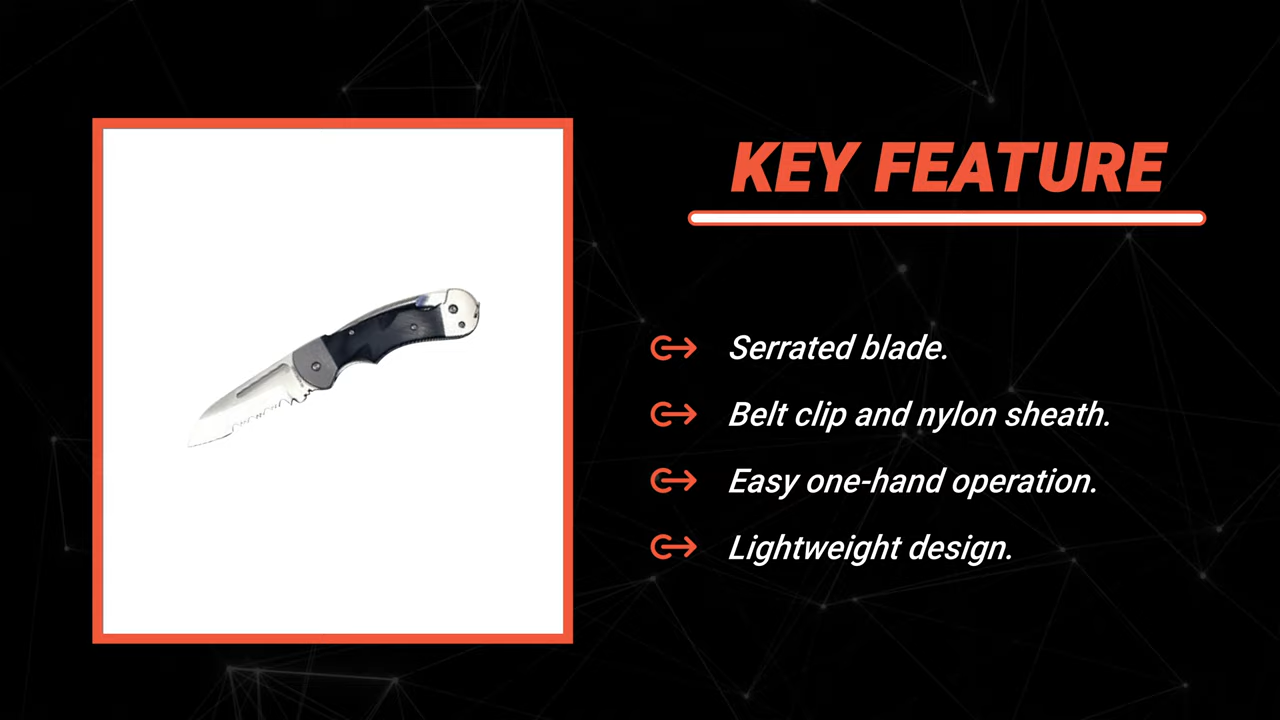 KEY FEATURE
Serrated blade.
Belt clip and nylon sheath.
Easy one-hand operation.
Lightweight design.